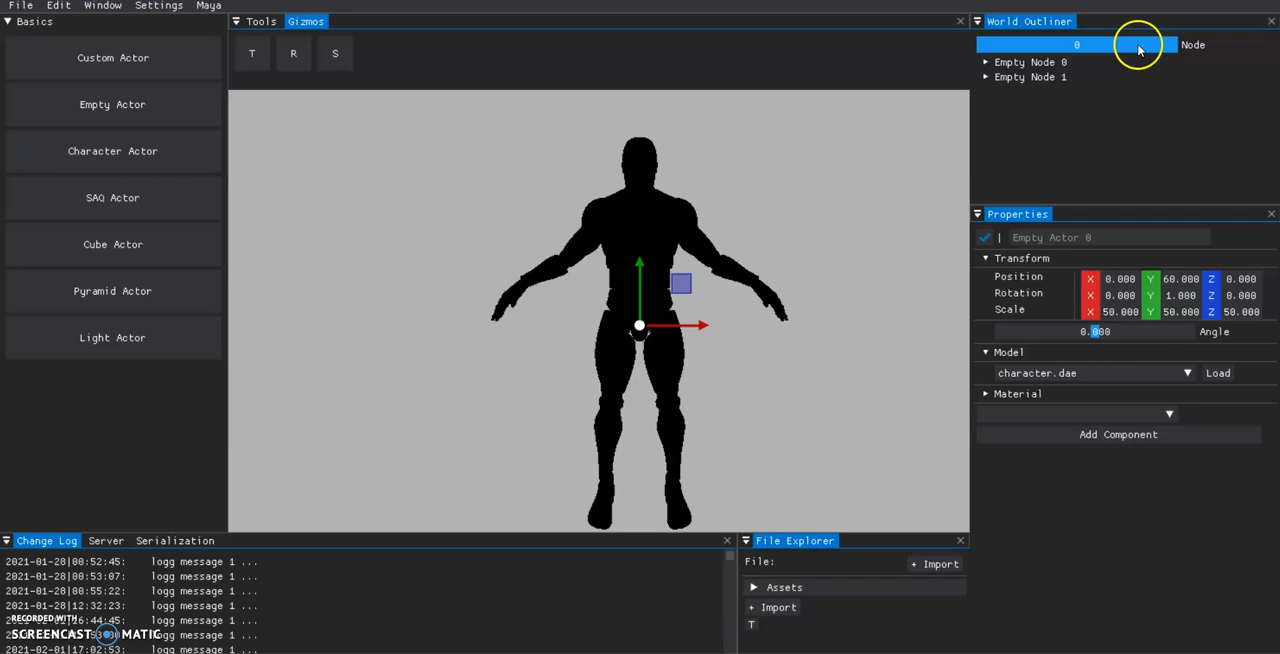 File Edit Window Settings Maya
Basics
Custom Actor
Empty Actor
Character Actor
SAQ Actor
Cube Actor
Pyramid Actor
Light Actor
Tools Gizmos
T R S
World Outliner
0 Node
Empty Node 0
Empty Node 1
Properties
| Empty Actor 0
Transform
Position X 0.000 Y 60.000 Z 0.000
Rotation X 0.000 Y 1.000 Z 0.000
Scale X 50.000 Y 50.000 Z 50.000
0.000 Angle
Model
character.dae Load
Material
Add Component
Change Log Server Serialization
2021-01-28|00:52:45: logg message 1 ...
2021-01-28|00:53:07: logg message 1 ...
2021-01-28|00:55:22: logg message 1 ...
2021-01-28|12:32:23: logg message 1 ...
logg message 1 ...
logg message 1 ...
2021-02-01|17:02:53: logg message 1 ...
RECORDED WITH
SCREENCAST MATIC
File Explorer
File: + Import
Assets
+ Import
T